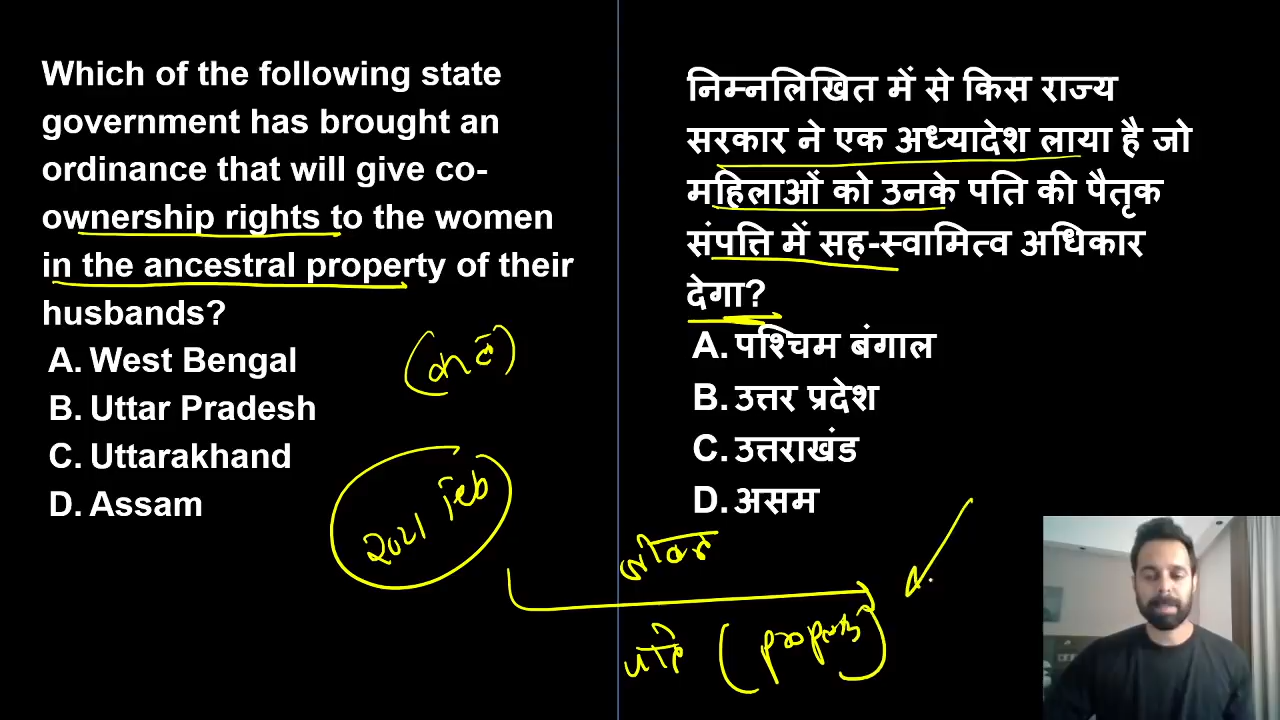 Which of the following state
government has brought an
ordinance that will give co-
ownership rights to the women
in the ancestral property of their
husbands?
A. West Bengal
B. Uttar Pradesh
C. Uttarakhand
D. Assam
2021 Feb
निम्नलिखित में से किस राज्य
सरकार ने एक अध्यादेश लाया है जो
महिलाओं को उनके पति की पैतृक
संपत्ति में सह-स्वामित्व अधिकार
देगा?
A. पश्चिम बंगाल
B. उत्तर प्रदेश
C. उत्तराखंड
D. असम
(property)